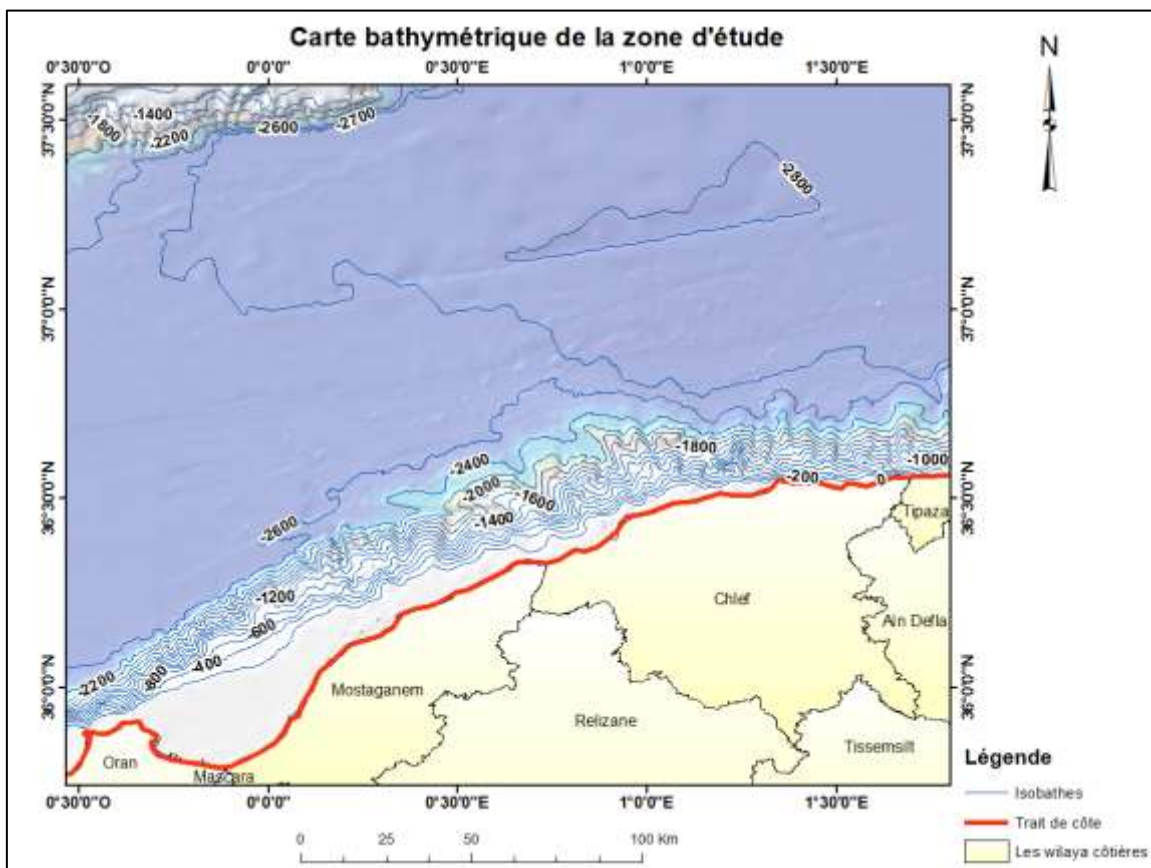 Carte bathymétrique de la zone d'étude
N
0°30'0"O 0°0'0" 0°30'0"N 1°0'0"E 1°30'0"E
37°30'0"N
37°0'0"N
36°30'0"N
36°0'0"N
37°30'0"N
37°0'0"N
36°30'0"N
36°0'0"N
-1400
-1800
-2200
-2600
-2700
-2800
-2400
-1800
-200
0
-1000
-2000
-1600
-1400
-2600
-1200
-600
-400
-800
-2200
Tipaza
Chlef
Ain Defla
Mostaganem
Relizane
Tissemsilt
Oran
Mascara
0°30'0"O 0°0'0" 0°30'0"E 1°0'0"E 1°30'0"E
Légende
Isobathes
Trait de côte
Les wilaya côtières
0 25 50 100 Km